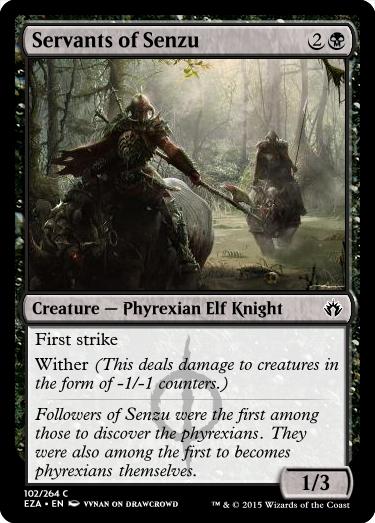 Servants of Senzu 2
Creature — Phyrexian Elf Knight
First strike
Wither (This deals damage to creatures in
the form of -1/-1 counters.)
Followers of Senzu were the first among
those to discover the phyrexians. They
were also among the first to becomes
phyrexians themselves.
1/3
102/264 C
EZA • EN VYNAN ON DRAWCROWD ™ & © 2015 Wizards of the Coast